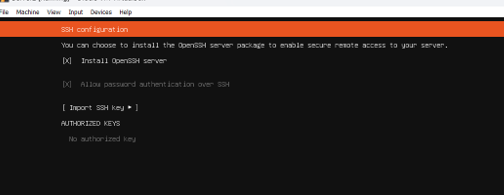 File Machine View Input Devices Help
SSH configuration
You can choose to install the OpenSSH server package to enable secure remote access to your server.
[X] Install OpenSSH server
[X] Allow password authentication over SSH
[ Import SSH key ▸ ]
AUTHORIZED KEYS
No authorized key